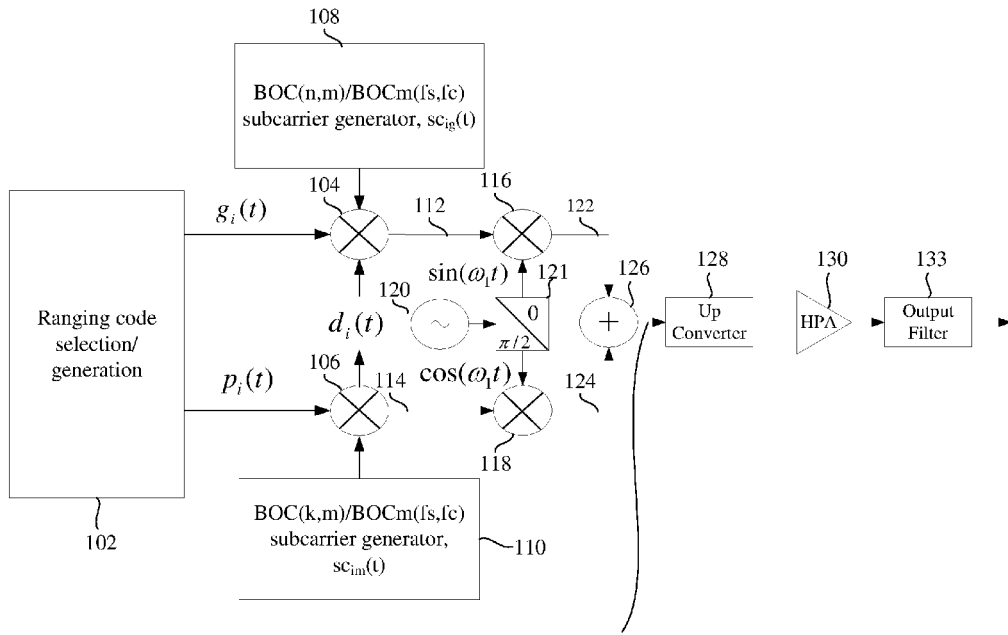 108
BOC(n,m)/BOCm(fs,fc)
subcarrier generator, sc_ig(t)
104
116
112
122
g_i(t)
sin(ω_1t)
121
126
128
130
133
120
Ranging code
selection/
generation
d_i(t)
~
0
π/2
+
Up
Converter
HPA
Output
Filter
p_i(t)
106
114
cos(ω_1t)
124
118
102
BOC(k,m)/BOCm(fs,fc)
subcarrier generator,
sc_im(t)
110